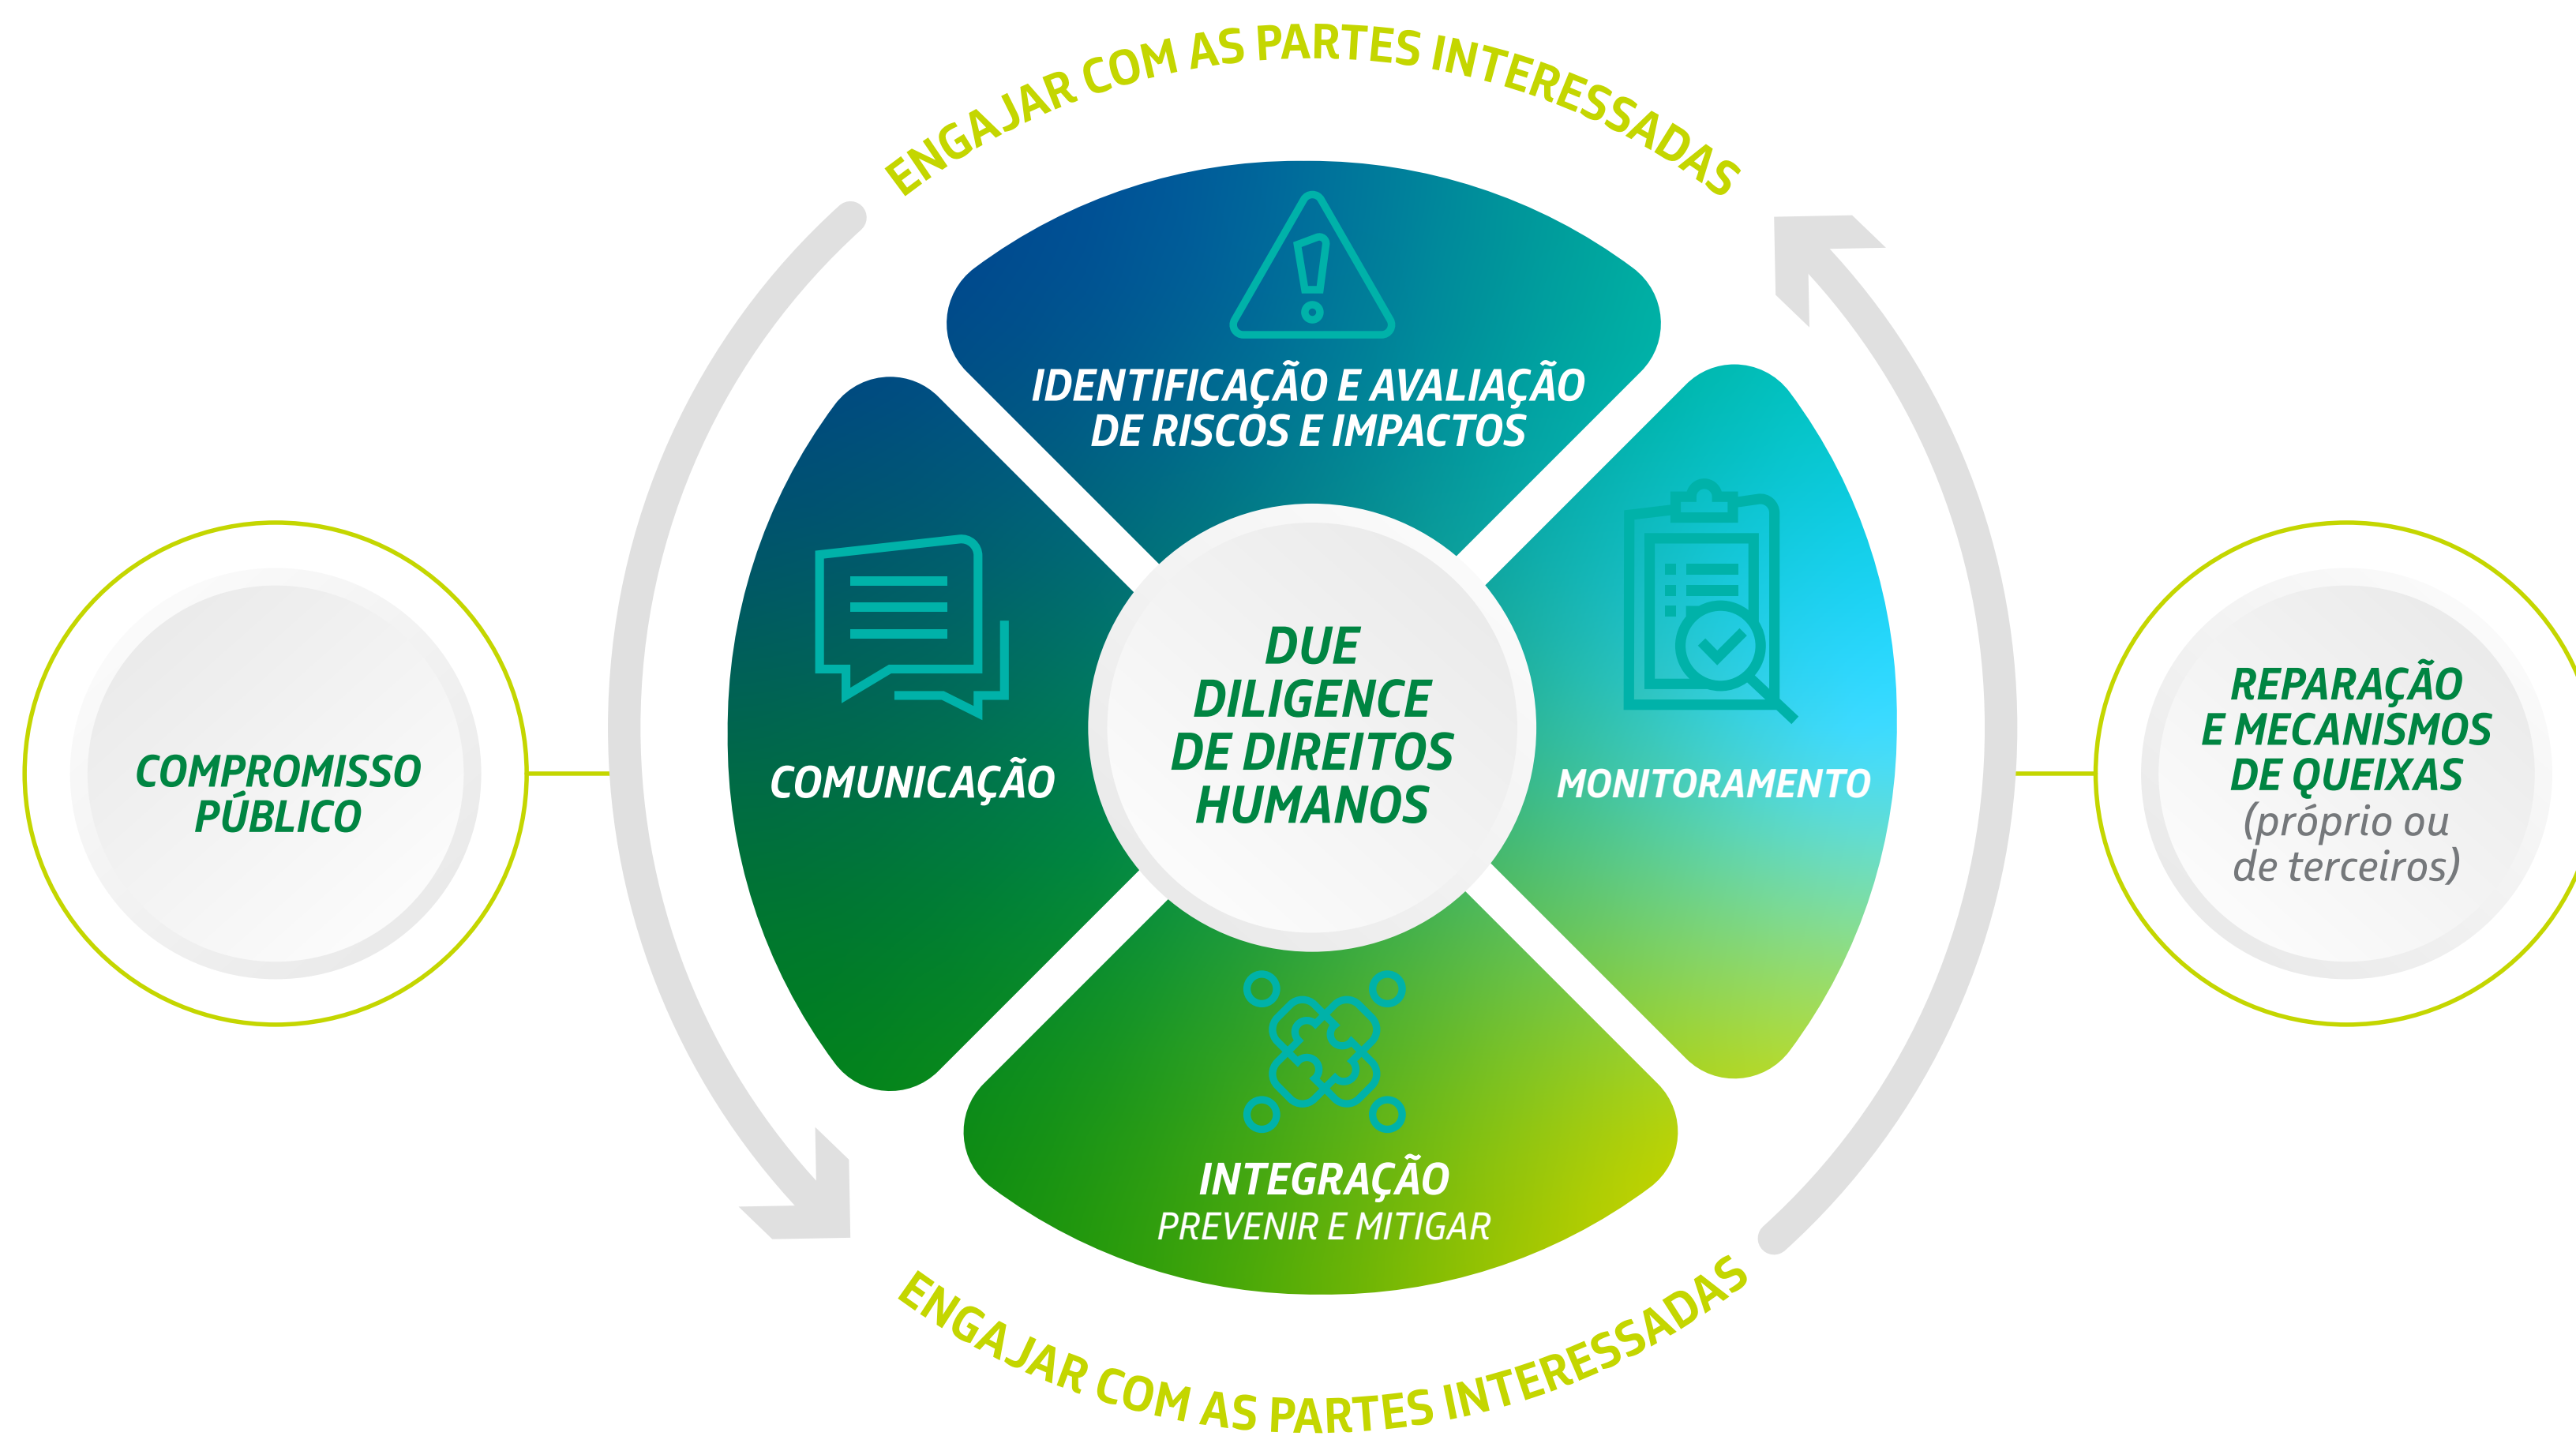 ENGAJAR COM AS PARTES INTERESSADAS
IDENTIFICAÇÃO E AVALIAÇÃO
DE RISCOS E IMPACTOS
COMPROMISSO
PÚBLICO
COMUNICAÇÃO
DUE
DILIGENCE
DE DIREITOS
HUMANOS
MONITORAMENTO
REPARAÇÃO
E MECANISMOS
DE QUEIXAS
(próprio ou
de terceiros)
INTEGRAÇÃO
PREVENIR E MITIGAR
ENGAJAR COM AS PARTES INTERESSADAS